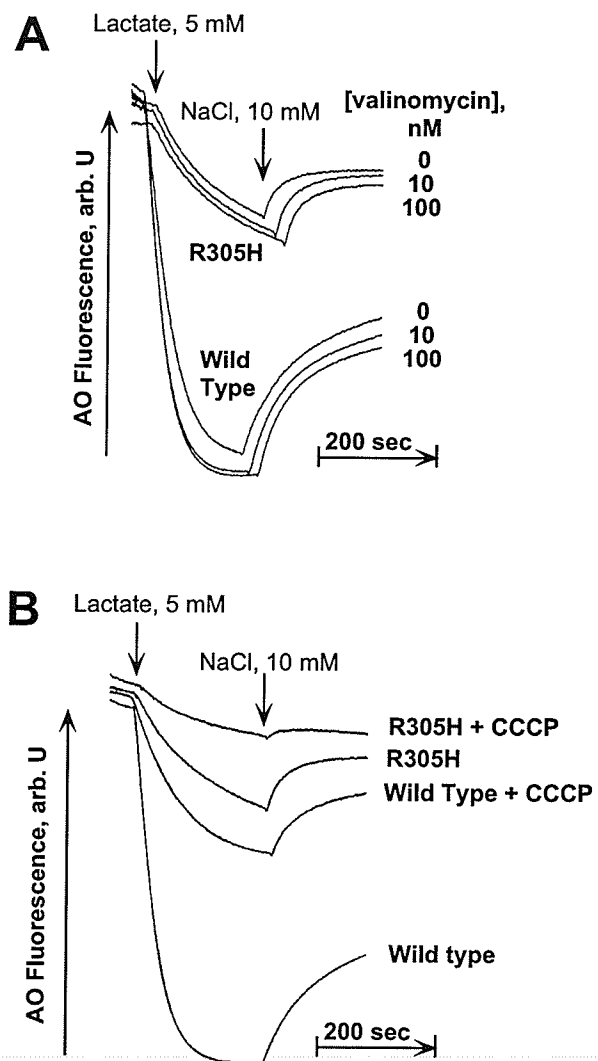 A
Lactate, 5 mM
NaCl, 10 mM
[valinomycin],
nM
0
10
100
R305H
AO Fluorescence, arb. U
Wild
Type
0
10
100
200 sec
B
Lactate, 5 mM
NaCl, 10 mM
R305H + CCCP
R305H
Wild Type + CCCP
AO Fluorescence, arb. U
Wild type
200 sec